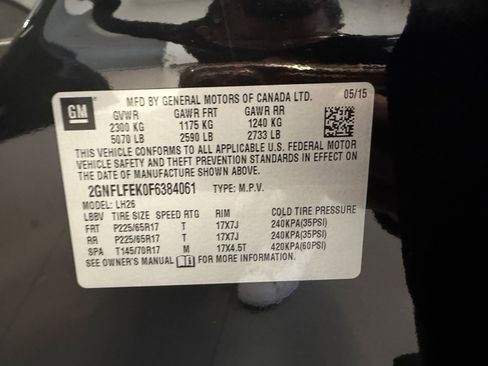 GM
MFD BY GENERAL MOTORS OF CANADA LTD. 05/15
GVWR GAWR FRT GAWR RR
2300 KG 1175 KG 1240 KG
5070 LB 2590 LB 2733 LB
THIS VEHICLE CONFORMS TO ALL APPLICABLE U.S. FEDERAL MOTOR
VEHICLE SAFETY AND THEFT PREVENTION STANDARDS IN EFFECT ON
THE DATE OF MANUFACTURE SHOWN ABOVE.
2GNFLFEK0F6384061 TYPE: M.P.V.
MODEL: LH26
LBBV TIRE SIZE SPEED RTG RIM COLD TIRE PRESSURE
FRT P225/65R17 T 17X7J 240KPA(35PSI)
RR P225/65R17 T 17X7J 240KPA(35PSI)
SPA T145/70R17 M 17X4.5T 420KPA(60PSI)
SEE OWNER'S MANUAL FOR MORE INFORMATION.